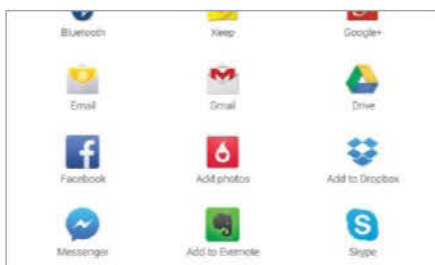 Bluetooth Keep Google+
Email Gmail Drive
Facebook Add photos Add to Dropbox
Messenger Add to Evernote Skype